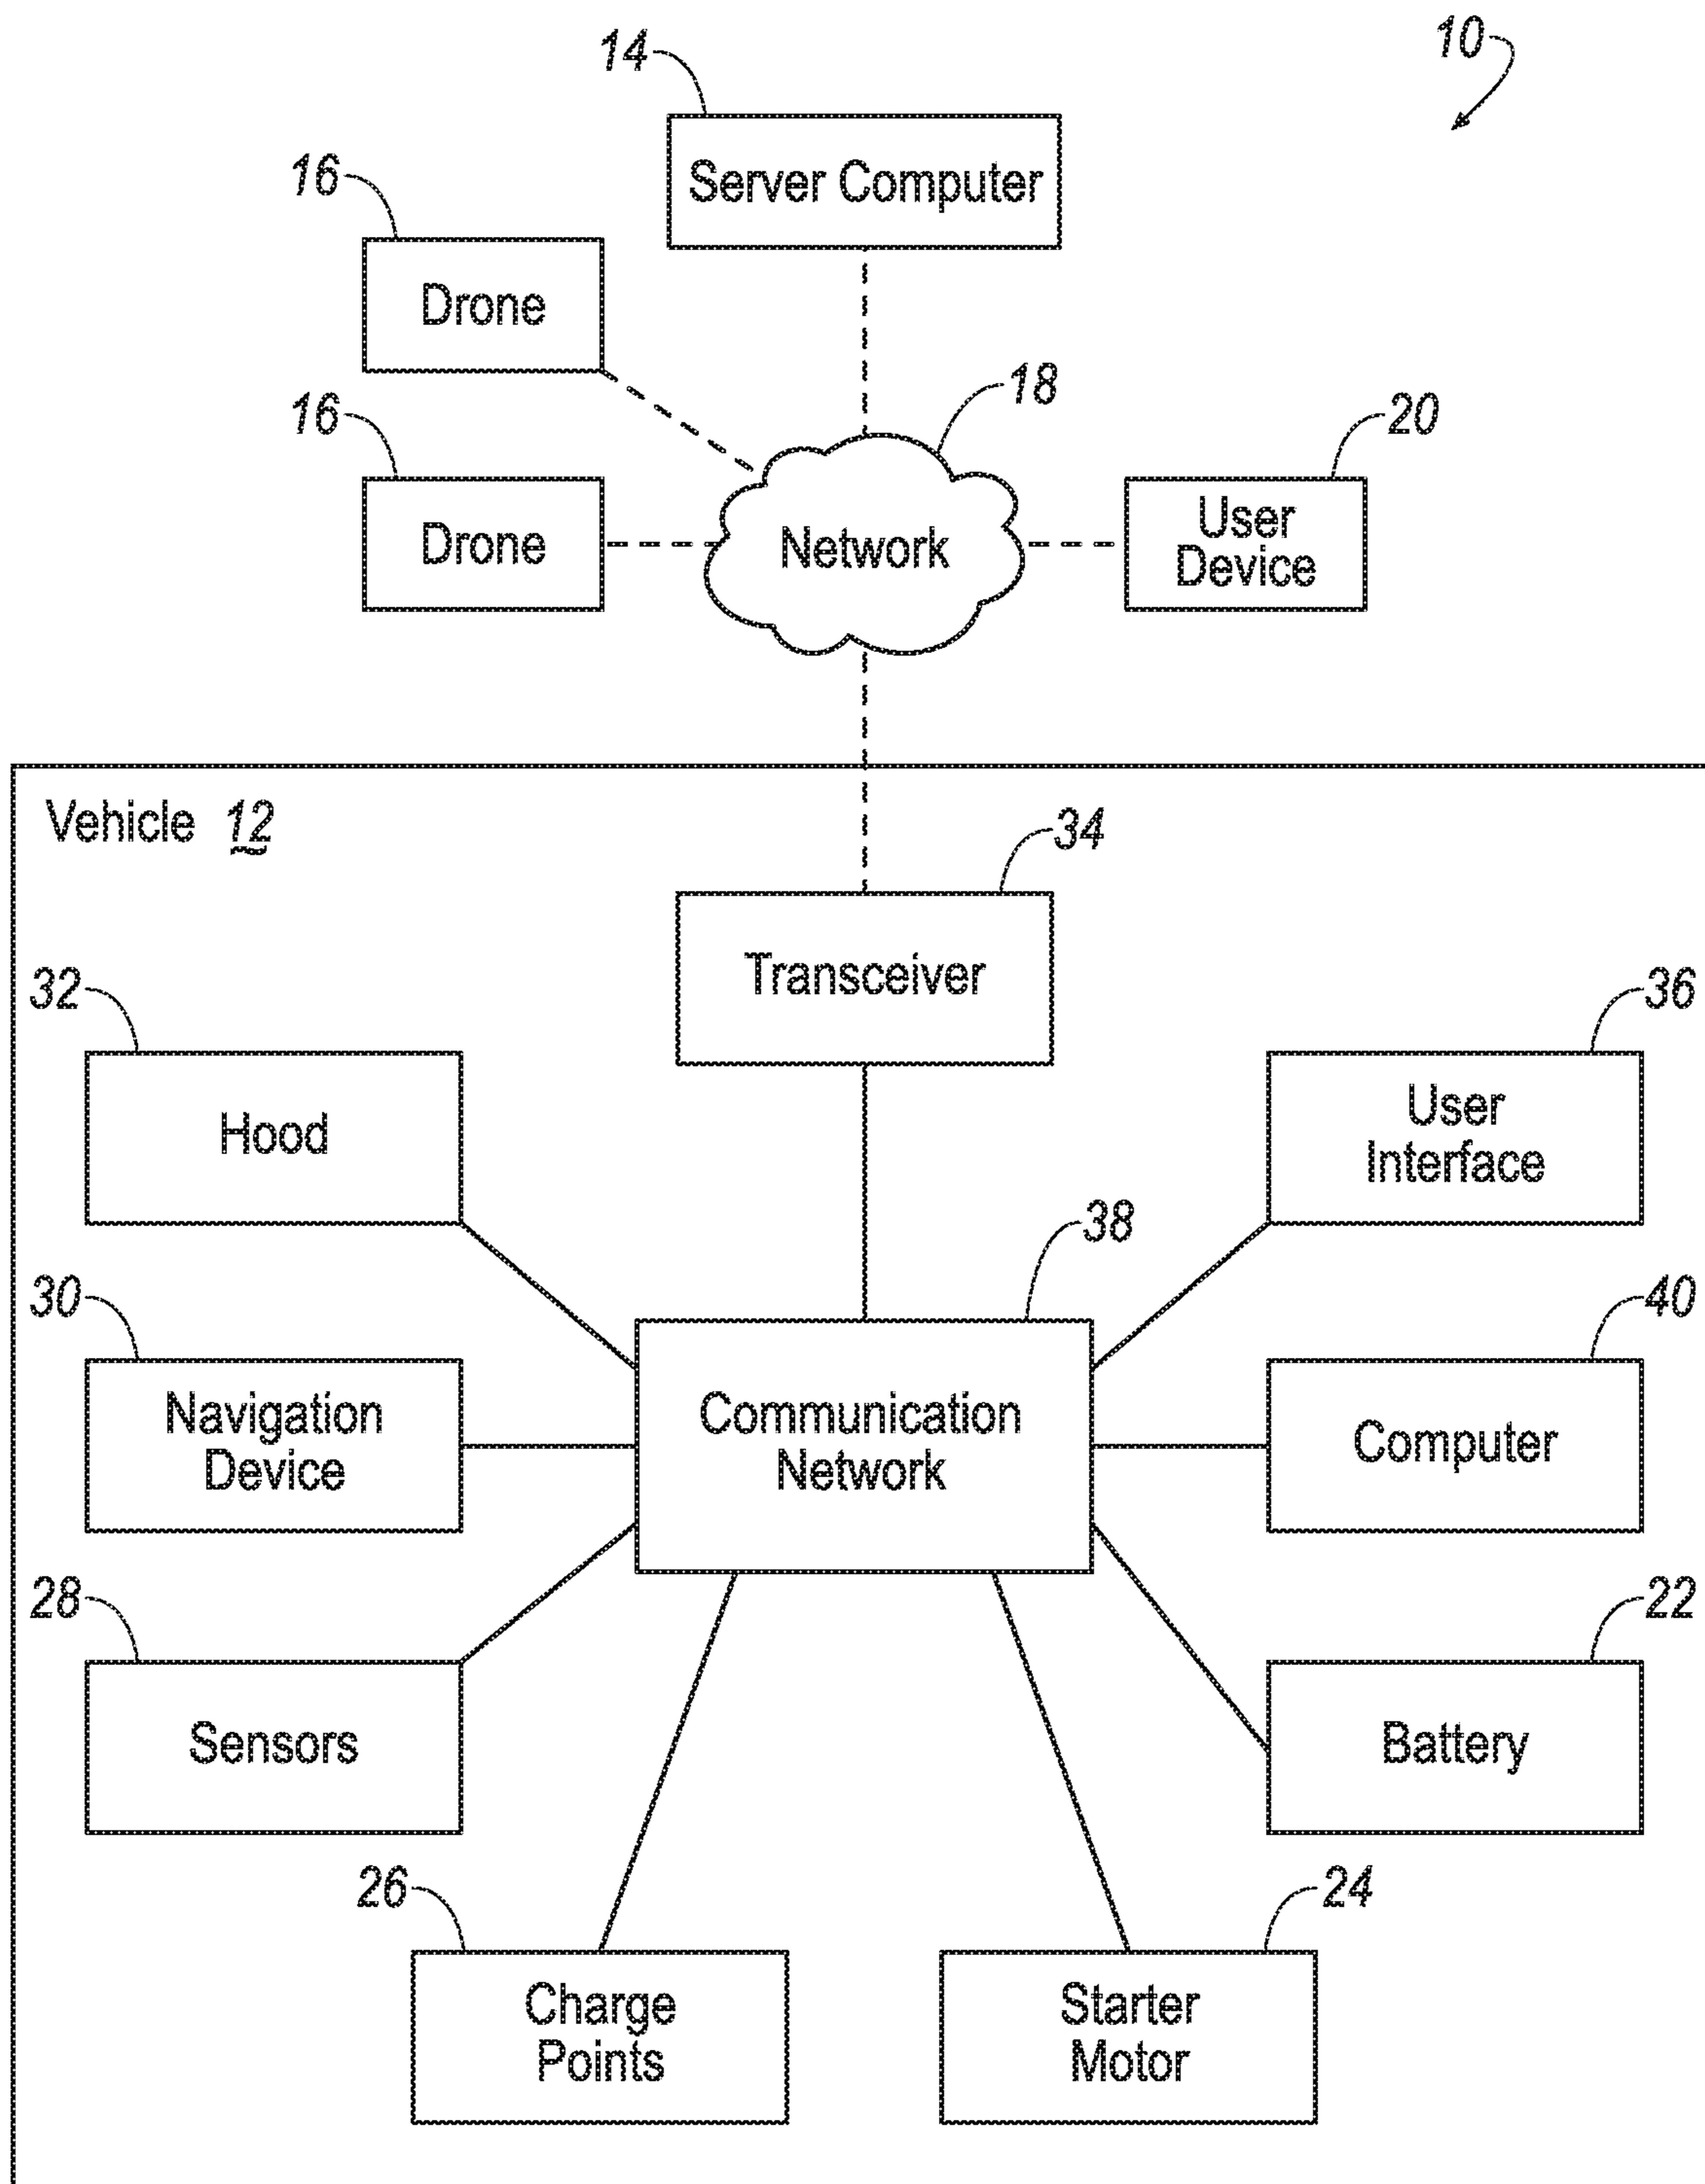 10
14
Server Computer
16
Drone
18
16
20
Drone
Network
User
Device
Vehicle 12
34
Transceiver
32
36
Hood
User
Interface
38
30
40
Navigation
Device
Communication
Network
Computer
28
22
Sensors
Battery
26
24
Charge
Points
Starter
Motor